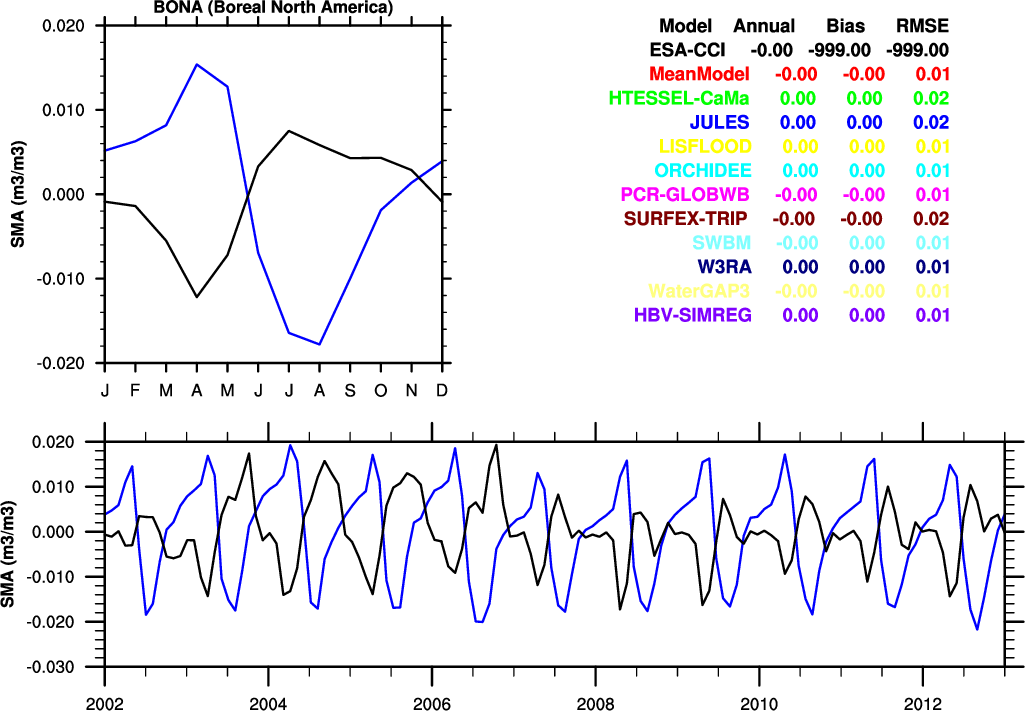 BONA (Boreal North America)
0.020
0.010
0.000
-0.010
-0.020
SMA (m3/m3)
J F M A M J J A S O N D
Model Annual Bias RMSE
ESA-CCI -0.00 -999.00 -999.00
MeanModel -0.00 -0.00 0.01
HTESSEL-CaMa 0.00 0.00 0.02
JULES 0.00 0.00 0.02
LISFLOOD 0.00 0.00 0.01
ORCHIDEE 0.00 0.00 0.01
PCR-GLOBWB -0.00 -0.00 0.01
SURFEX-TRIP -0.00 -0.00 0.02
SWBM -0.00 0.00 0.01
W3RA 0.00 0.00 0.01
WaterGAP3 -0.00 -0.00 0.01
HBV-SIMREG 0.00 0.00 0.01
0.020
0.010
0.000
-0.010
-0.020
-0.030
SMA (m3/m3)
2002 2004 2006 2008 2010 2012